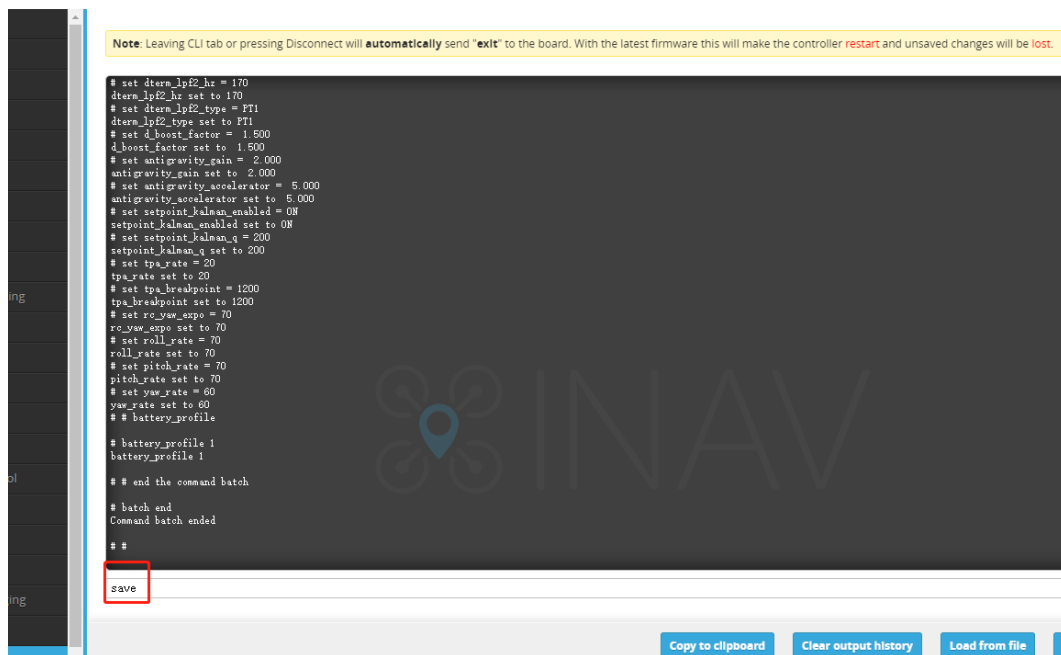 Note: Leaving CLI tab or pressing Disconnect will automatically send "exit" to the board. With the latest firmware this will make the controller restart and unsaved changes will be lost.
# set dterm_lpf2_hz = 170
dterm_lpf2_hz set to 170
# set dterm_lpf2_type = PT1
dterm_lpf2_type set to PT1
# set d_boost_factor =  1.500
d_boost_factor set to  1.500
# set antigravity_gain =  2.000
antigravity_gain set to  2.000
# set antigravity_accelerator =  5.000
antigravity_accelerator set to  5.000
# set setpoint_kalman_enabled = ON
setpoint_kalman_enabled set to ON
# set setpoint_kalman_q = 200
setpoint_kalman_q set to 200
# set tpa_rate = 20
tpa_rate set to 20
# set tpa_breakpoint = 1200
tpa_breakpoint set to 1200
# set rc_yaw_expo = 70
rc_yaw_expo set to 70
# set roll_rate = 70
roll_rate set to 70
# set pitch_rate = 70
pitch_rate set to 70
# set yaw_rate = 60
yaw_rate set to 60
# # battery_profile
# battery_profile 1
battery_profile 1
# # end the command batch
# batch end
Command batch ended
# #
INAV
save
ing
ol
ing
Copy to clipboard
Clear output history
Load from file